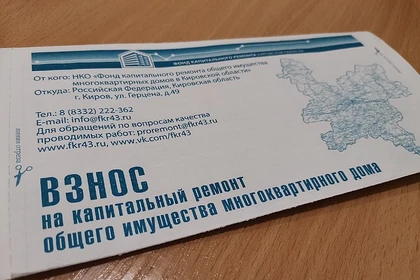 ФОНД КАПИТАЛЬНОГО РЕМОНТА
От кого: НКО «Фонд капитального ремонта общего имущества
многоквартирных домов в Кировской области»
Откуда: Российская Федерация, Кировская область
г. Киров, ул. Герцена, д.49
Тел.: 8 (8332) 222-362
E-mail: info@fkr43.ru
Для обращений по вопросам качества
проводимых работ: proremont@fkr43.ru
www.fkr43.ru, www.vk.com/fkr43
ВЗНОС
на капитальный ремонт
общего имущества многоквартирного дома